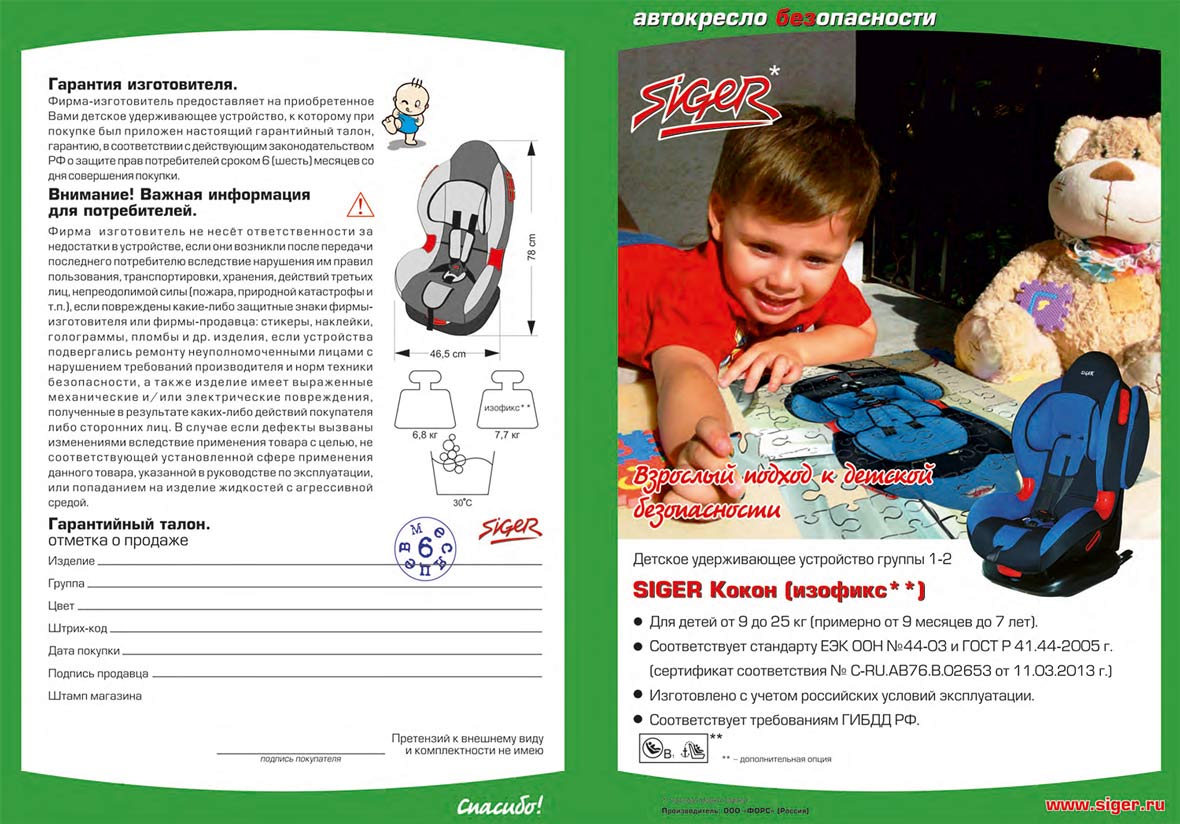 Гарантия изготовителя.
Фирма-изготовитель предоставляет на приобретенное
Вами детское удерживающее устройство, к которому при
покупке был приложен настоящий гарантийный талон,
гарантию, в соответствии с действующим законодательством
РФ о защите прав потребителей сроком 6 (шесть) месяцев со
дня совершения покупки.
Внимание! Важная информация
для потребителей.
Фирма изготовитель не несёт ответственности за
недостатки в устройстве, если они возникли после передачи
последнего потребителю вследствие нарушения им правил
пользования, транспортировки, хранения, действий третьих
лиц, непреодолимой силы (пожара, природной катастрофы и
т.п.), если повреждены какие-либо защитные знаки фирмы-
изготовителя или фирмы-продавца: стикеры, наклейки,
голограммы, пломбы и др. изделия, если устройства
подвергались ремонту неуполномоченными лицами с
нарушением требований производителя и норм техники
безопасности, а также изделие имеет выраженные
механические и/или электрические повреждения,
полученные в результате каких-либо действий покупателя
либо сторонних лиц. В случае если дефекты вызваны
изменениями вследствие применения товара с целью, не
соответствующей установленной сфере применения
данного товара, указанной в руководстве по эксплуатации,
или попаданием на изделие жидкостей с агрессивной
средой.
78 cm
46,5 cm
изофикс**
6,8 кг
7,7 кг
30°C
Гарантийный талон.
отметка о продаже
6 Месяцев
SIGER
Изделие
Группа
Цвет
Штрих-код
Дата покупки
Подпись продавца
Штамп магазина
Претензий к внешнему виду
и комплектности не имею
подпись покупателя
Спасибо!
автокресло безопасности
SIGER*
SIGER
Взрослый подход к детской
безопасности
Детское удерживающее устройство группы 1-2
SIGER Кокон (изофикс**)
● Для детей от 9 до 25 кг (примерно от 9 месяцев до 7 лет).
● Соответствует стандарту ЕЭК ООН №44-03 и ГОСТ Р 41.44-2005 г.
(сертификат соответствия № C-RU.АВ76.В.02653 от 11.03.2013 г.)
● Изготовлено с учетом российских условий эксплуатации.
● Соответствует требованиям ГИБДД РФ.
В, **
** – дополнительная опция
Производитель: ООО «ФОРС» (Россия)
www.siger.ru